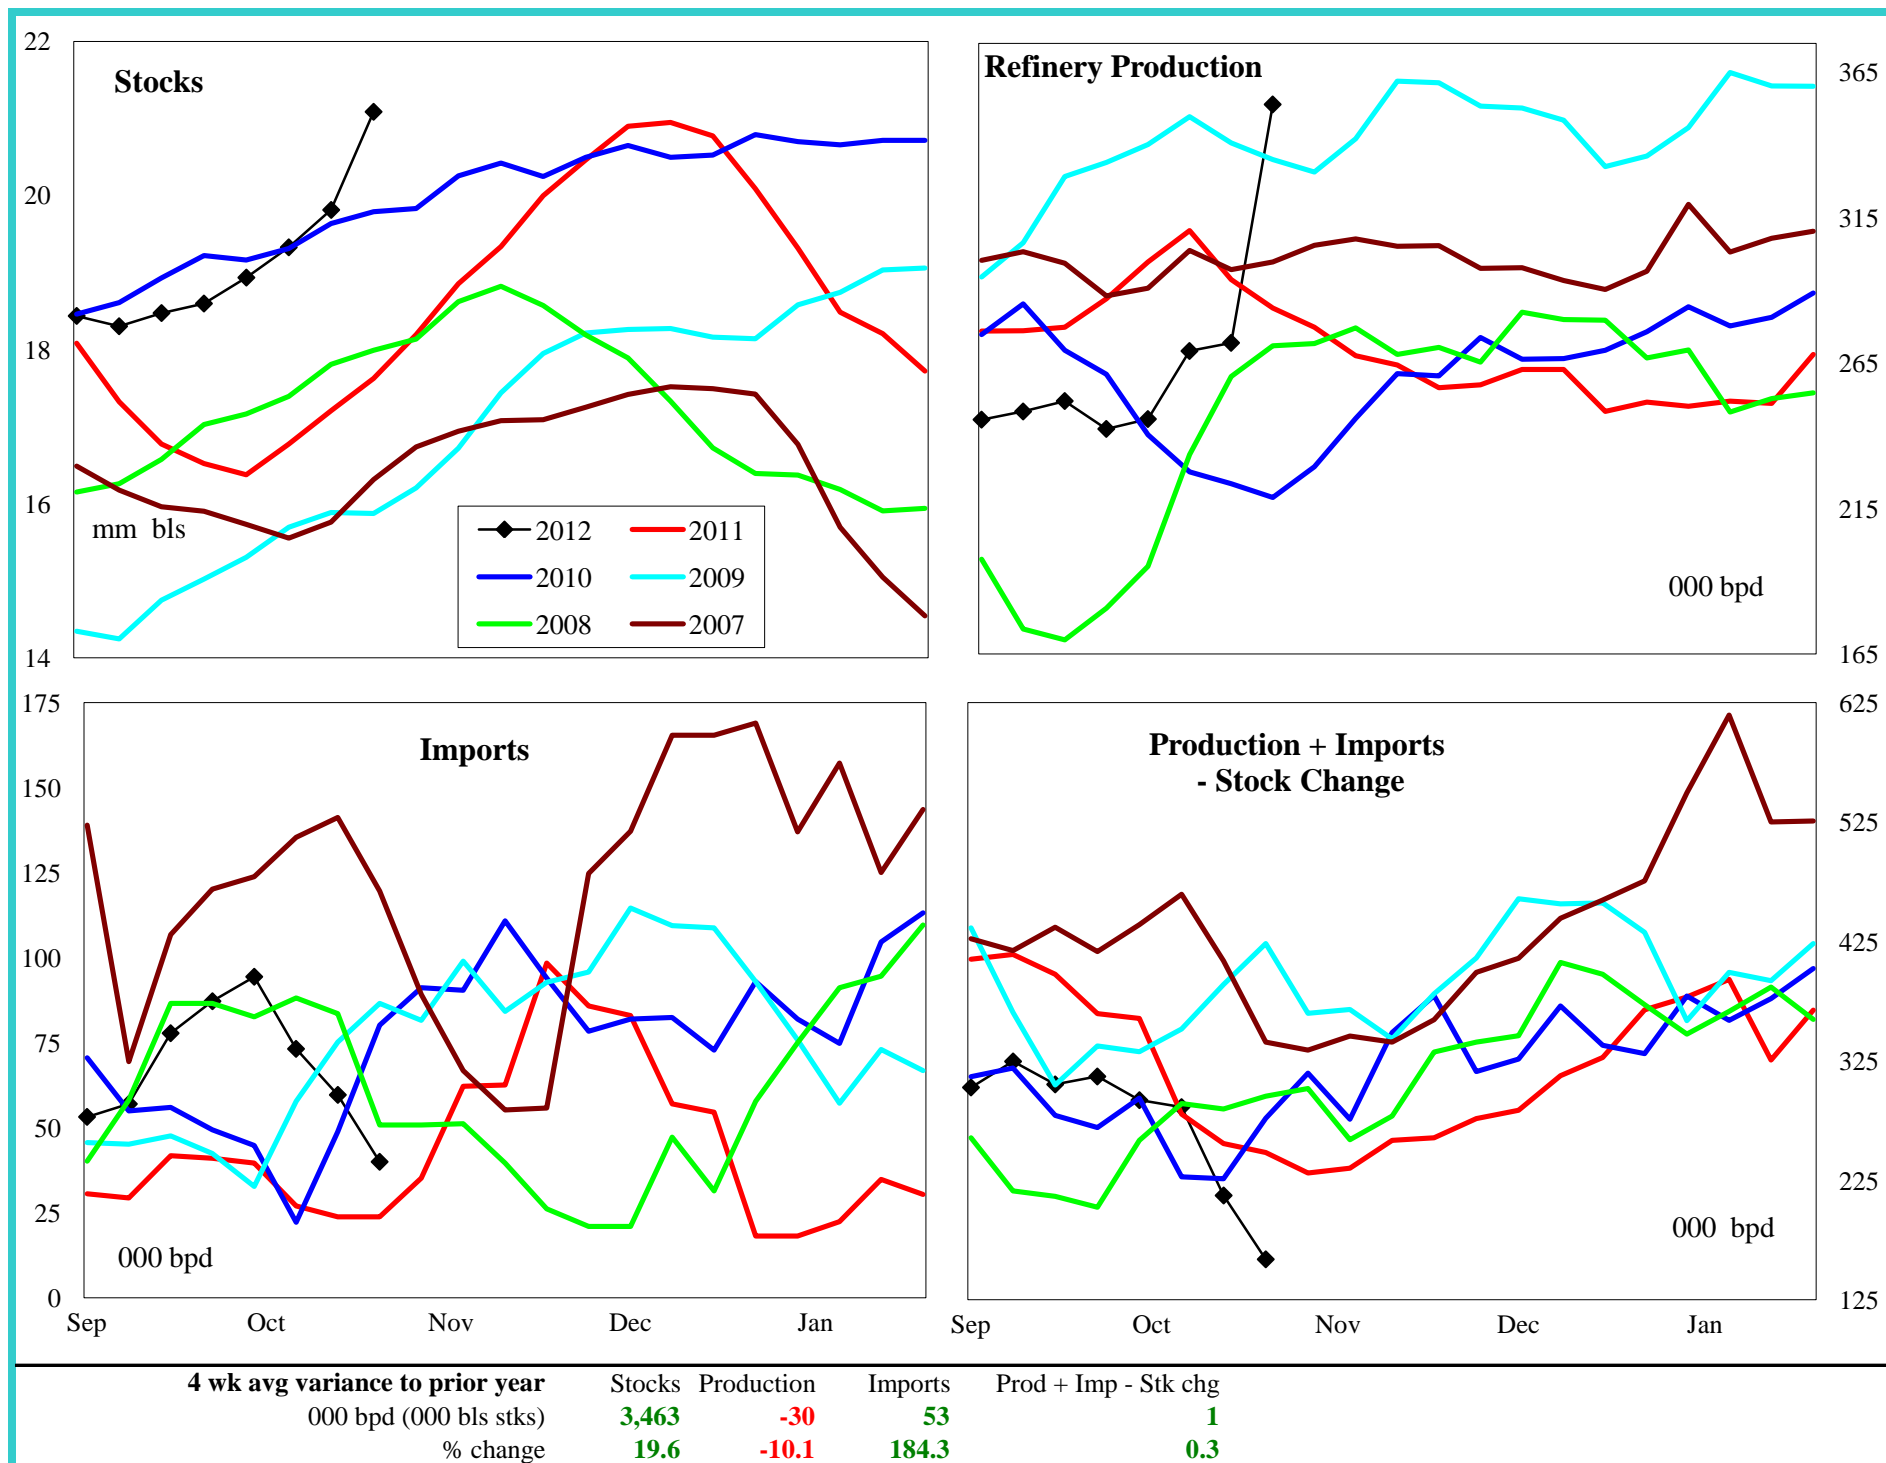 22
20
18
16
14
Stocks
mm bls
2012
2011
2010
2009
2008
2007
Refinery Production
365
315
265
215
165
000 bpd
175
150
125
100
75
50
25
0
Imports
000 bpd
Sep Oct Nov Dec Jan
Production + Imports
- Stock Change
625
525
425
325
225
125
000 bpd
Sep Oct Nov Dec Jan
4 wk avg variance to prior year Stocks Production Imports Prod + Imp - Stk chg
000 bpd (000 bls stks) 3,463 -30 53 1
% change 19.6 -10.1 184.3 0.3